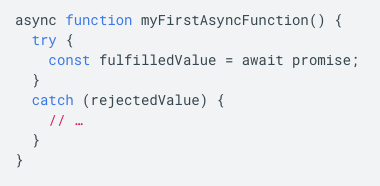 async function myFirstAsyncFunction() {
  try {
    const fulfilledValue = await promise;
  }
  catch (rejectedValue) {
    // …
  }
}